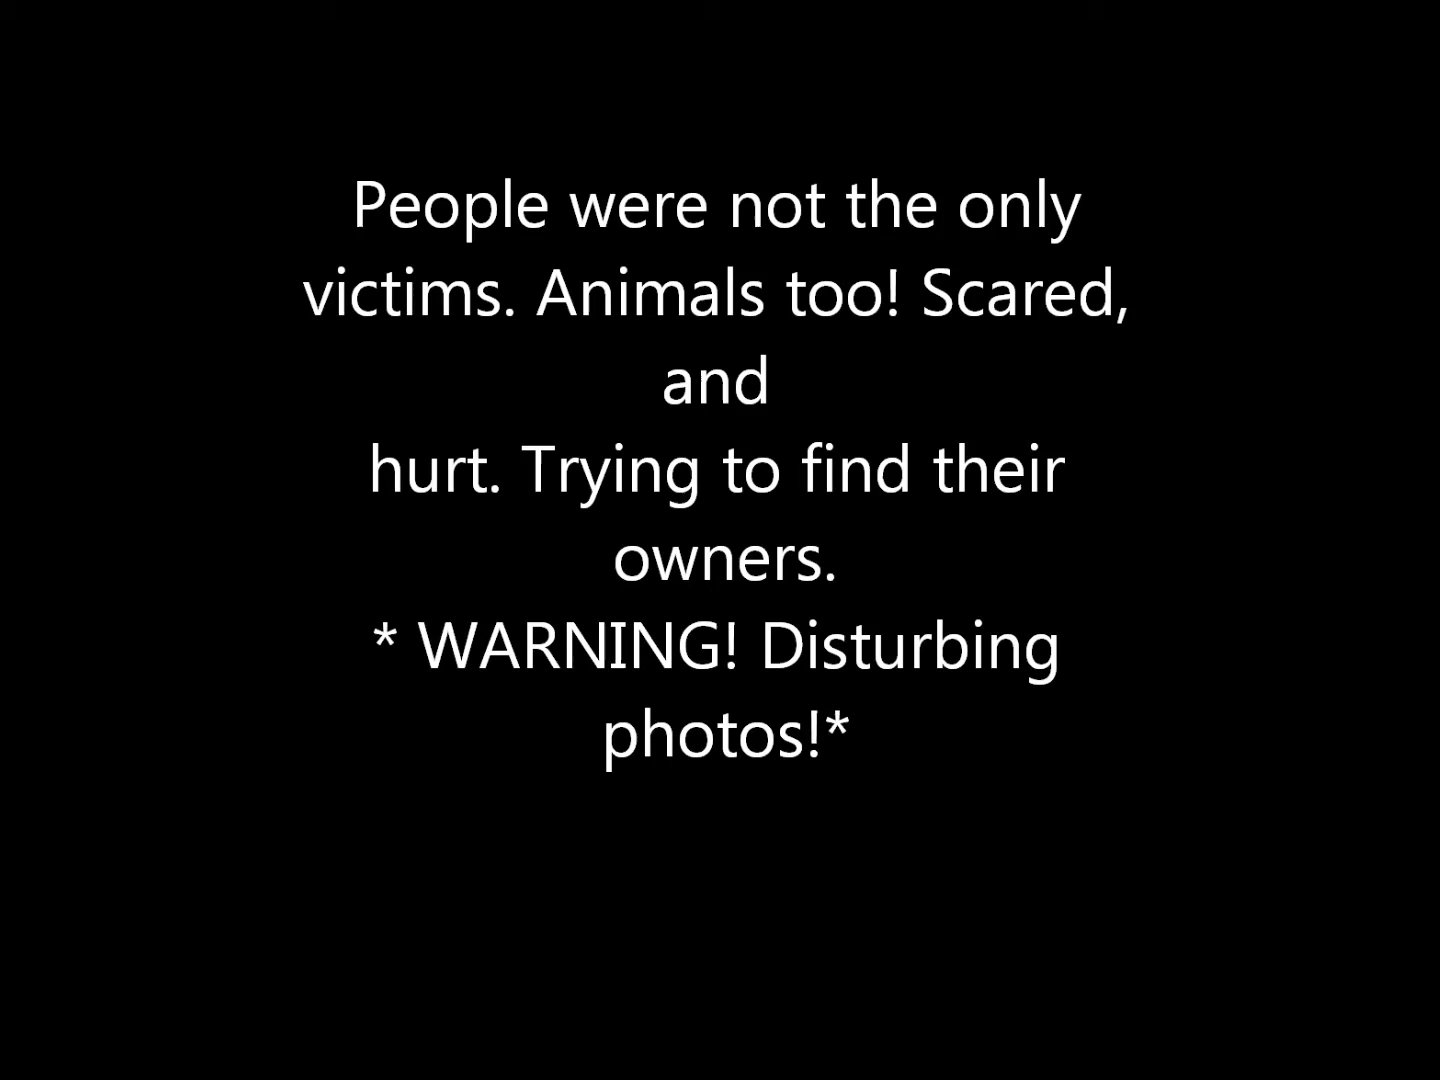 People were not the only
victims. Animals too! Scared,
and
hurt. Trying to find their
owners.
* WARNING! Disturbing
photos!*